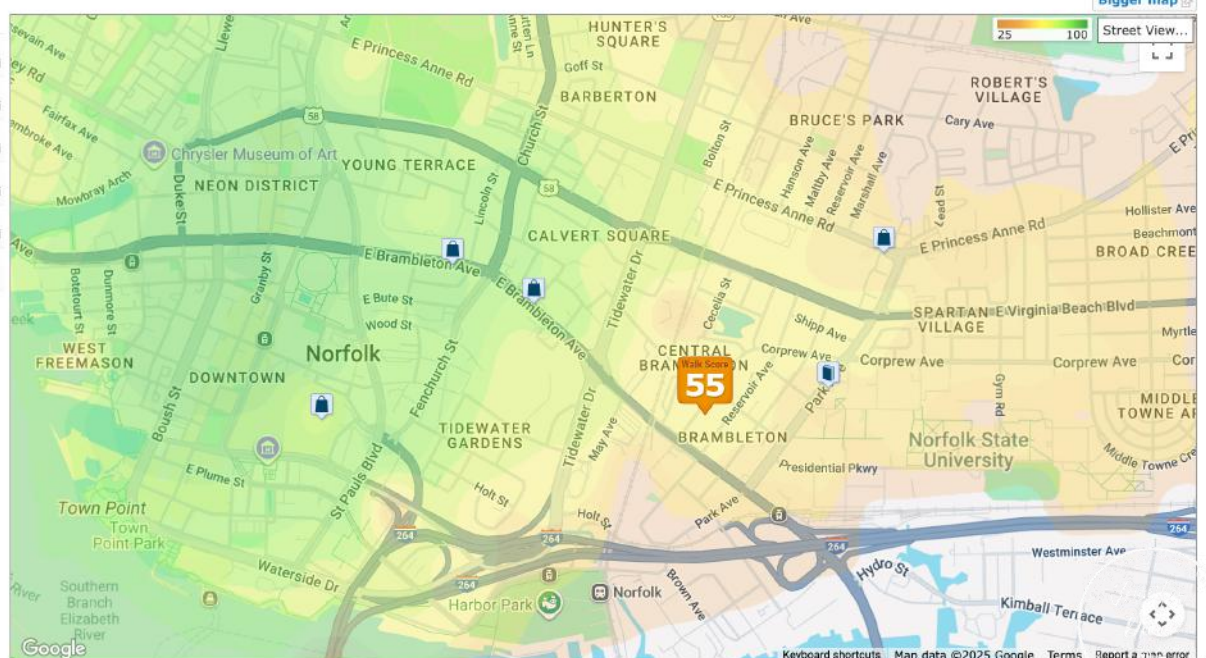 Bigger map
25 100
Street View...
HUNTER'S
SQUARE
E Princess Anne Rd
Goff St
BARBERTON
ROBERT'S
VILLAGE
BRUCE'S PARK
Cary Ave
Fairfax Ave
58
Church St
Bolton St
Hanson Ave
Maltby Ave
Reservoir Ave
Marshall Ave
Chrysler Museum of Art
YOUNG TERRACE
NEON DISTRICT
Mowbray Arch
Duke St
Lincoln St
58
E Princess Anne Rd
Lead St
Hollister Ave
Beachmont
E Princess Anne Rd
BROAD CREE
CALVERT SQUARE
Ave
E Brambleton Ave
E Brambleton Ave
Tidewater Dr
Botetourt St
Dunmore St
Granby St
E Bute St
Wood St
Cecelia St
Shipp Ave
SPARTAN
VILLAGE
E Virginia Beach Blvd
Myrtle
WEST
FREEMASON
Norfolk
DOWNTOWN
Fenchurch St
CENTRAL
Walk Score
55
Corprew Ave
Corprew Ave
Corprew Ave
Cor
Reservoir Ave
Gym Rd
MIDDLE
TOWNE AR
Boush St
TIDEWATER
GARDENS
Tidewater Dr
May Ave
BRAMBLETON
Norfolk State
University
Middle Towne Cre
Presidential Pkwy
E Plume St
St Pauls Blvd
Holt St
Holt St
Park Ave
Town Point
Town
Point Park
264
264
264
264
Westminster Ave
Waterside Dr
264
Hydro St
Southern
Branch
Elizabeth
River
Harbor Park
Norfolk
Brown Ave
Kimball Terrace
Google
Keyboard shortcuts Map data ©2025 Google Terms Report a map error